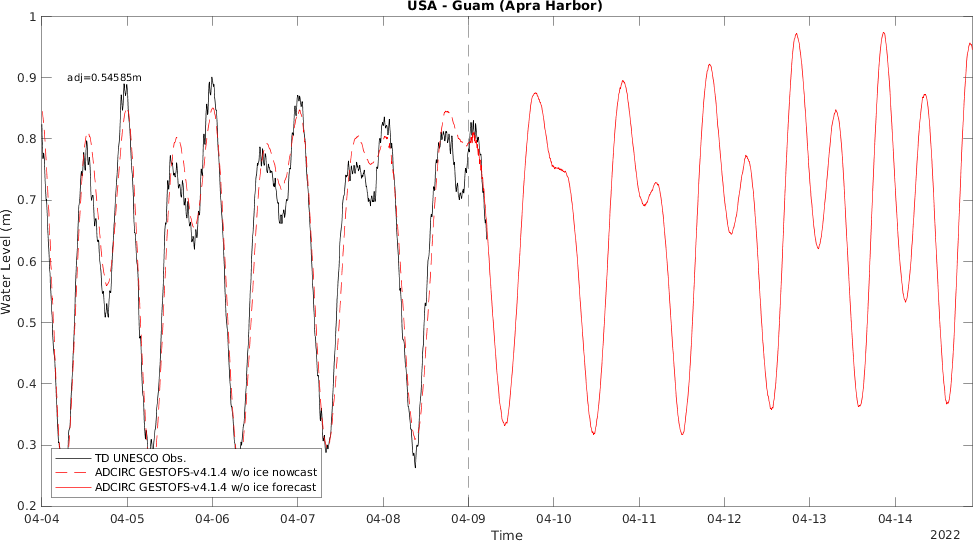 USA - Guam (Apra Harbor)
1
adj=0.54585m
0.9
0.8
0.7
0.6
0.5
0.4
0.3
0.2
Water Level (m)
TD UNESCO Obs.
ADCIRC GESTOFS-v4.1.4 w/o ice nowcast
ADCIRC GESTOFS-v4.1.4 w/o ice forecast
04-04 04-05 04-06 04-07 04-08 04-09 04-10 04-11 04-12 04-13 04-14
Time
2022